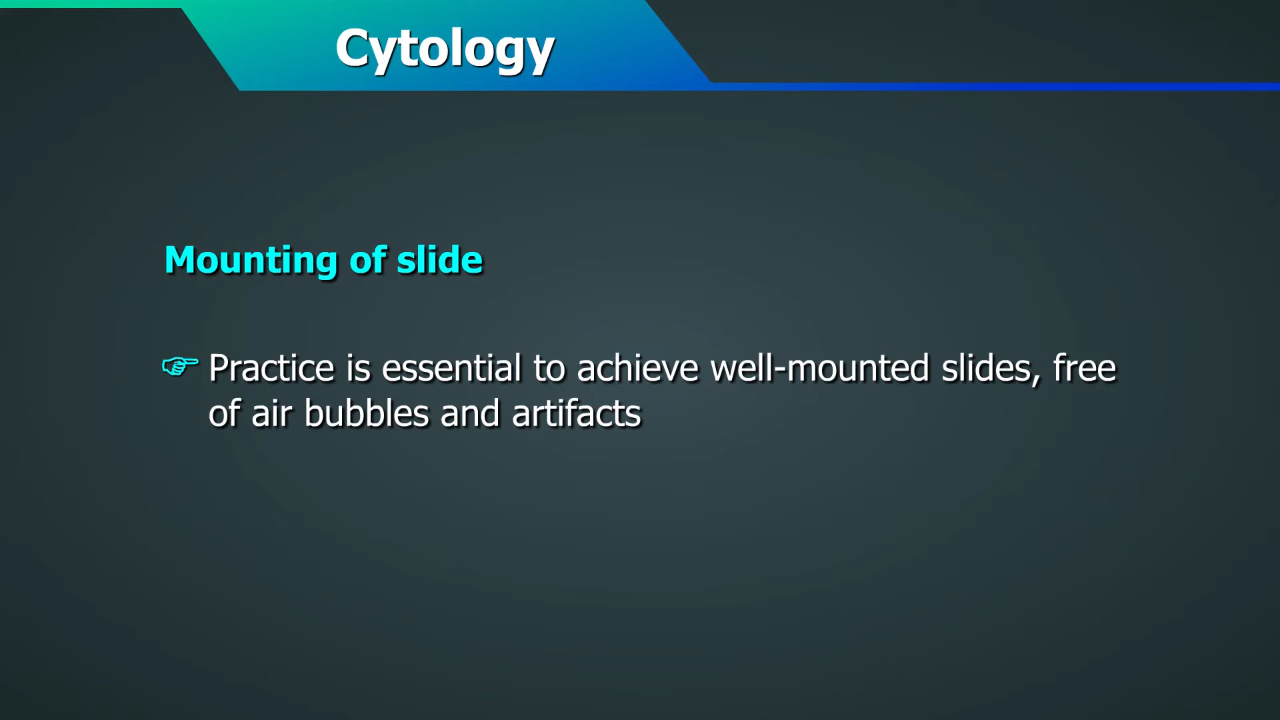 Cytology
Mounting of slide
☞ Practice is essential to achieve well-mounted slides, free
of air bubbles and artifacts